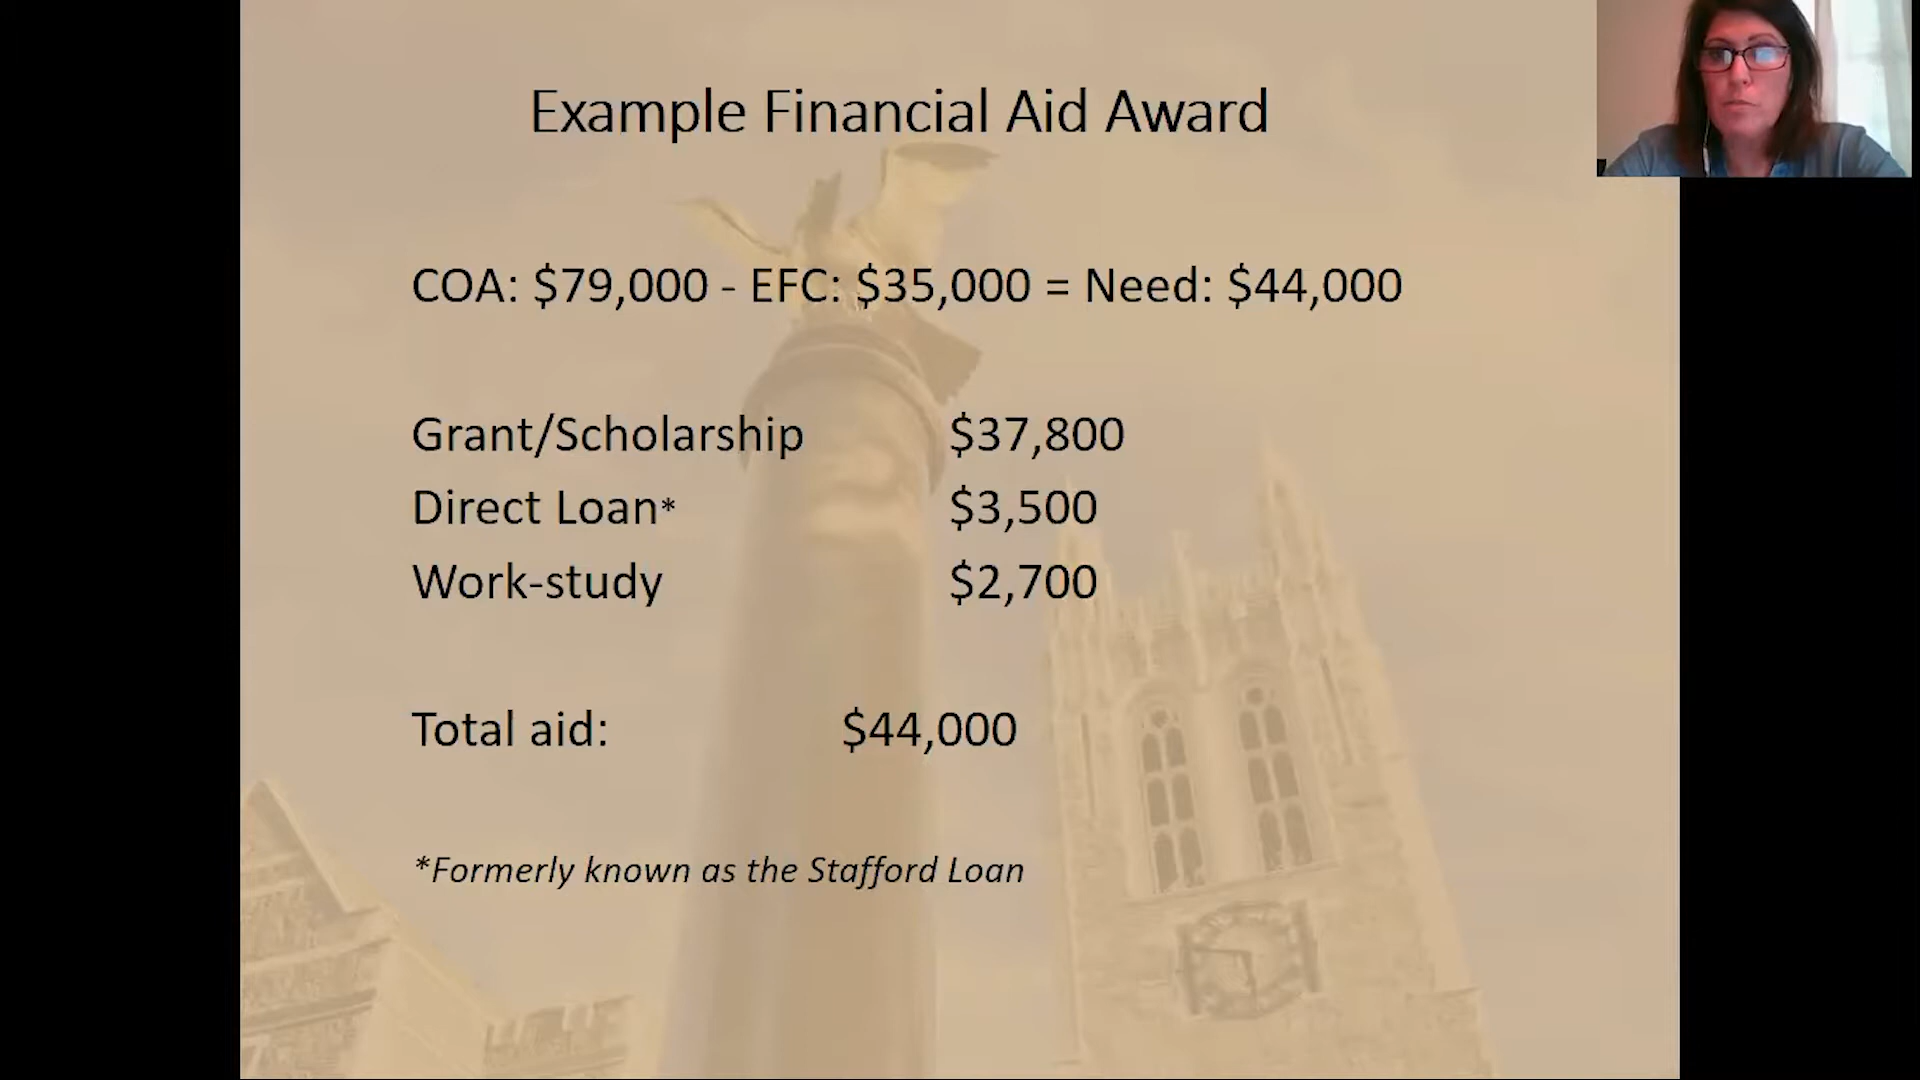 Example Financial Aid Award
COA: $79,000 - EFC: $35,000 = Need: $44,000
Grant/Scholarship $37,800
Direct Loan* $3,500
Work-study $2,700
Total aid: $44,000
*Formerly known as the Stafford Loan